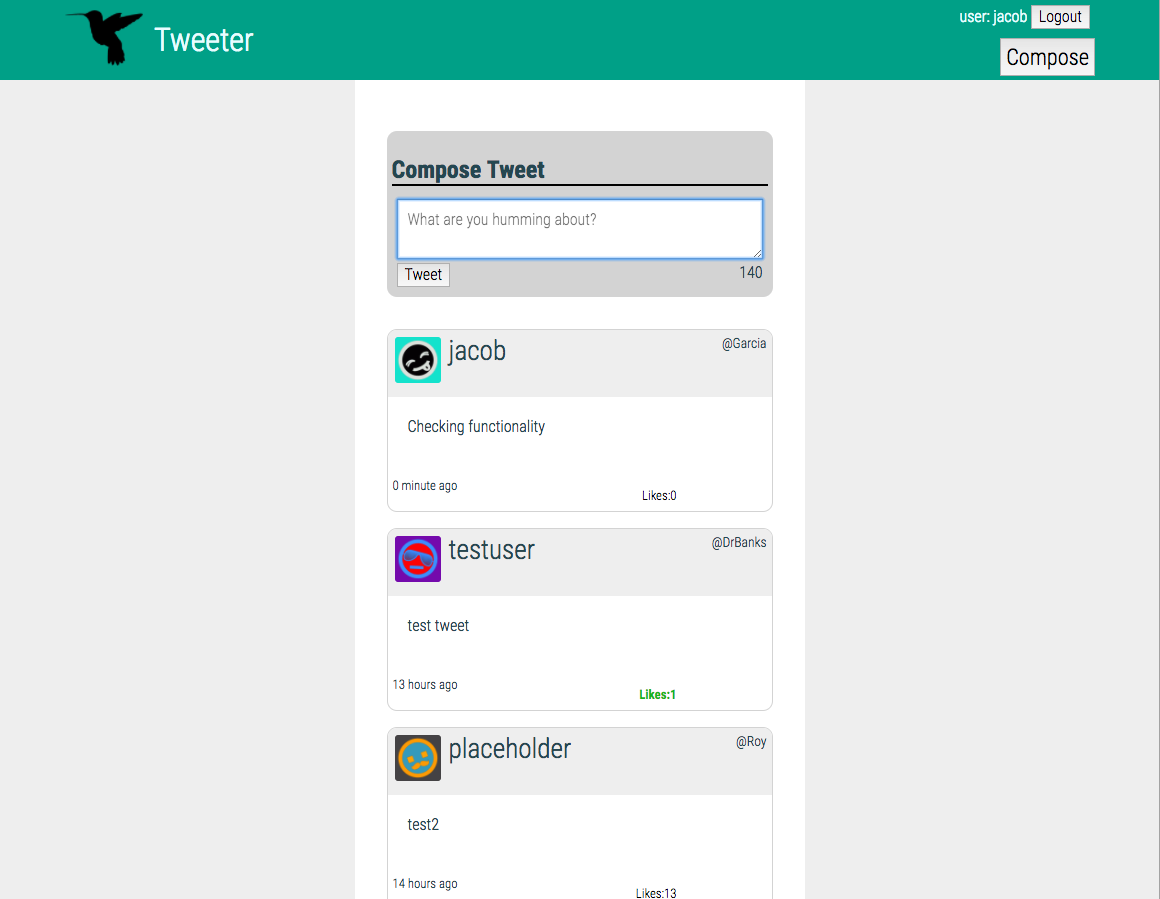 Tweeter
user: jacob Logout
Compose
Compose Tweet
What are you humming about?
Tweet 140
jacob @Garcia
Checking functionality
0 minute ago
Likes:0
testuser @DrBanks
test tweet
13 hours ago
Likes:1
placeholder @Roy
test2
14 hours ago
Likes:13